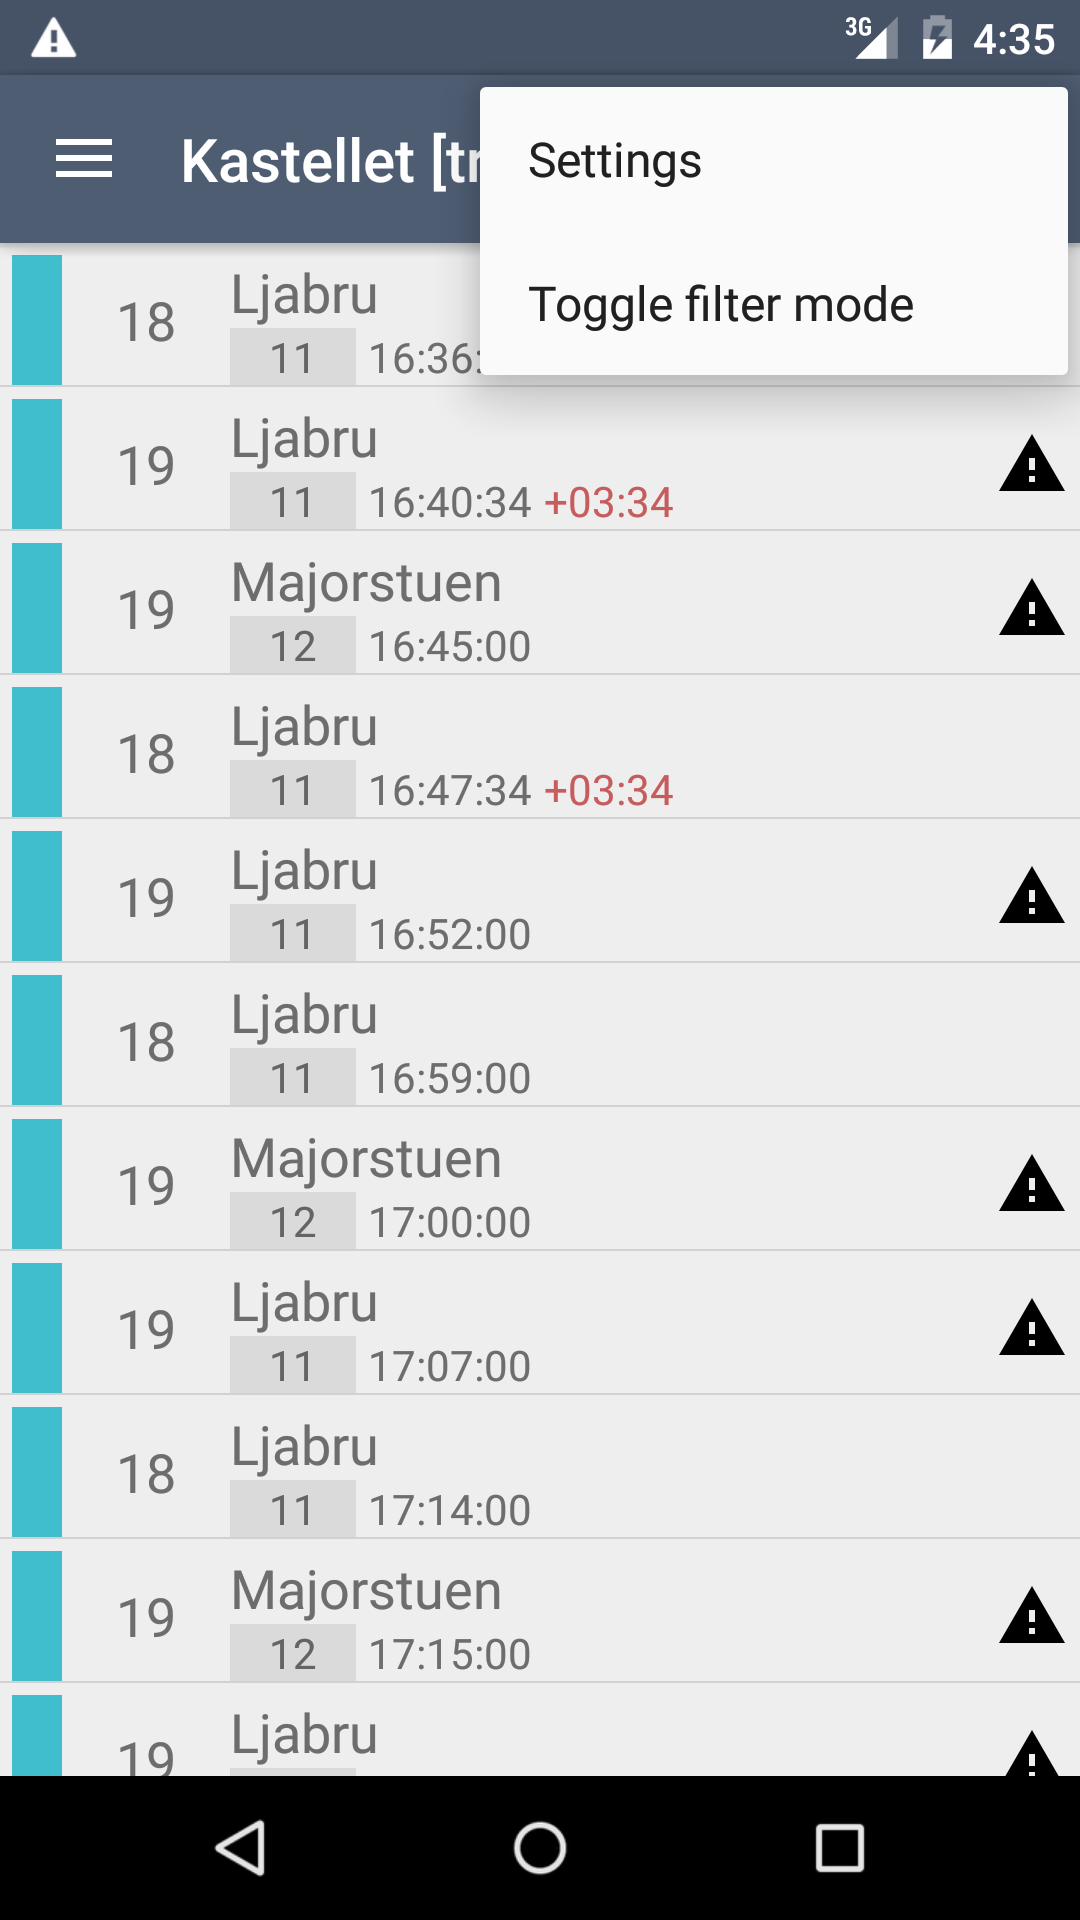 3G 4:35
Kastellet
Settings
Toggle filter mode
18 Ljabru
11 16:36:
19 Ljabru
11 16:40:34 +03:34
19 Majorstuen
12 16:45:00
18 Ljabru
11 16:47:34 +03:34
19 Ljabru
11 16:52:00
18 Ljabru
11 16:59:00
19 Majorstuen
12 17:00:00
19 Ljabru
11 17:07:00
18 Ljabru
11 17:14:00
19 Majorstuen
12 17:15:00
19 Ljabru